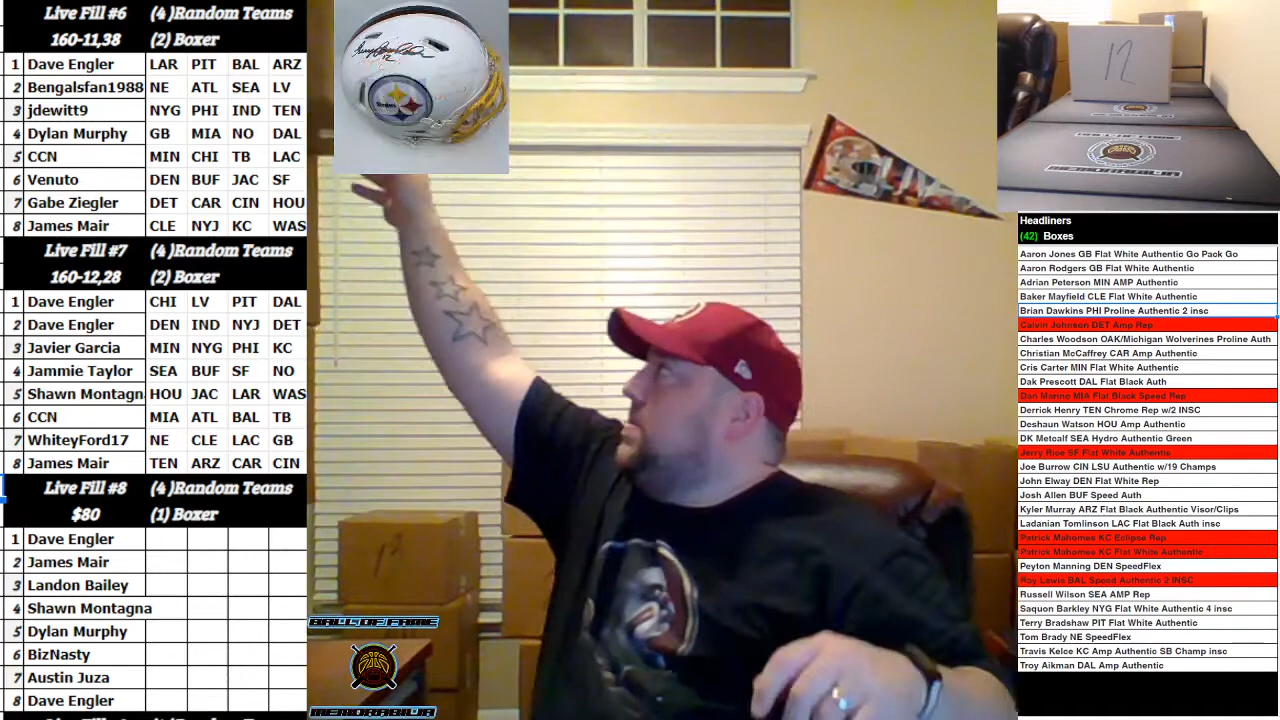 Live Fill #6 (4 )Random Teams
160-11,38 (2) Boxer
1 Dave Engler LAR PIT BAL ARZ
2 Bengalsfan1988 NE ATL SEA LV
3 jdewitt9 NYG PHI IND TEN
4 Dylan Murphy GB MIA NO DAL
5 CCN MIN CHI TB LAC
6 Venuto DEN BUF JAC SF
7 Gabe Ziegler DET CAR CIN HOU
8 James Mair CLE NYJ KC WAS
Live Fill #7 (4 )Random Teams
160-12,28 (2) Boxer
1 Dave Engler CHI LV PIT DAL
2 Dave Engler DEN IND NYJ DET
3 Javier Garcia MIN NYG PHI KC
4 Jammie Taylor SEA BUF SF NO
5 Shawn Montagn HOU JAC LAR WAS
6 CCN MIA ATL BAL TB
7 WhiteyFord17 NE CLE LAC GB
8 James Mair TEN ARZ CAR CIN
Live Fill #8 (4 )Random Teams
$80 (1) Boxer
1 Dave Engler
2 James Mair
3 Landon Bailey
4 Shawn Montagna
5 Dylan Murphy
6 BizNasty
7 Austin Juza
8 Dave Engler
12
12
BALL OF FAME
MEMORABILIA
Headliners
(42) Boxes
Aaron Jones GB Flat White Authentic Go Pack Go
Aaron Rodgers GB Flat White Authentic
Adrian Peterson MIN AMP Authentic
Baker Mayfield CLE Flat White Authentic
Brian Dawkins PHI Proline Authentic 2 insc
Calvin Johnson DET Amp Rep
Charles Woodson OAK/Michigan Wolverines Proline Auth
Christian McCaffrey CAR Amp Authentic
Cris Carter MIN Flat White Authentic
Dak Prescott DAL Flat Black Auth
Dan Marino MIA Flat Black Speed Rep
Derrick Henry TEN Chrome Rep w/2 INSC
Deshaun Watson HOU Amp Authentic
DK Metcalf SEA Hydro Authentic Green
Jerry Rice SF Flat White Authentic
Joe Burrow CIN LSU Authentic w/19 Champs
John Elway DEN Flat White Rep
Josh Allen BUF Speed Auth
Kyler Murray ARZ Flat Black Authentic Visor/Clips
Ladanian Tomlinson LAC Flat Black Auth insc
Patrick Mahomes KC Eclipse Rep
Patrick Mahomes KC Flat White Authentic
Peyton Manning DEN SpeedFlex
Ray Lewis BAL Speed Authentic 2 INSC
Russell Wilson SEA AMP Rep
Saquon Barkley NYG Flat White Authentic 4 insc
Terry Bradshaw PIT Flat White Authentic
Tom Brady NE SpeedFlex
Travis Kelce KC Amp Authentic SB Champ insc
Troy Aikman DAL Amp Authentic